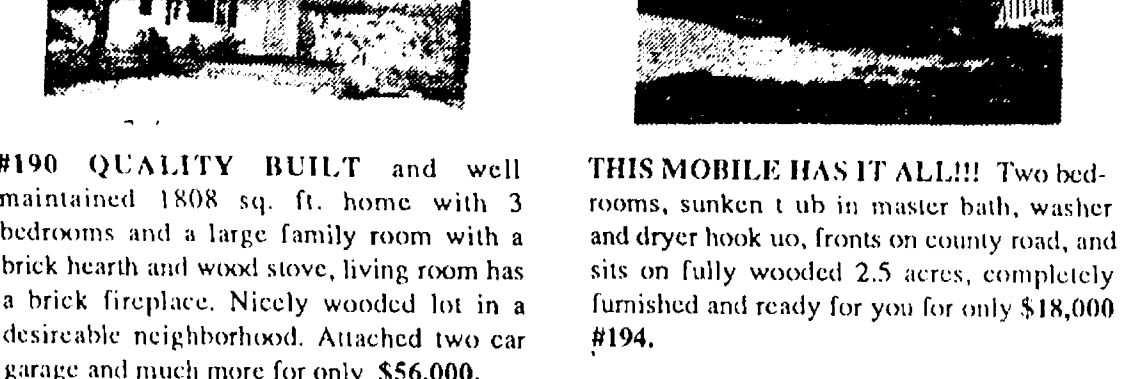 #190 QUALITY BUILT and well
maintained 1808 sq. ft. home with 3
bedrooms and a large family room with a
brick hearth and wood stove, living room has
a brick fireplace. Nicely wooded lot in a
desireable neighborhood. Attached two car
garage and much more for only $56,000.
THIS MOBILE HAS IT ALL!!! Two bed-
rooms, sunken t ub in master bath, washer
and dryer hook uo, fronts on county road, and
sits on fully wooded 2.5 acres, completely
furnished and ready for you for only $18,000
#194.